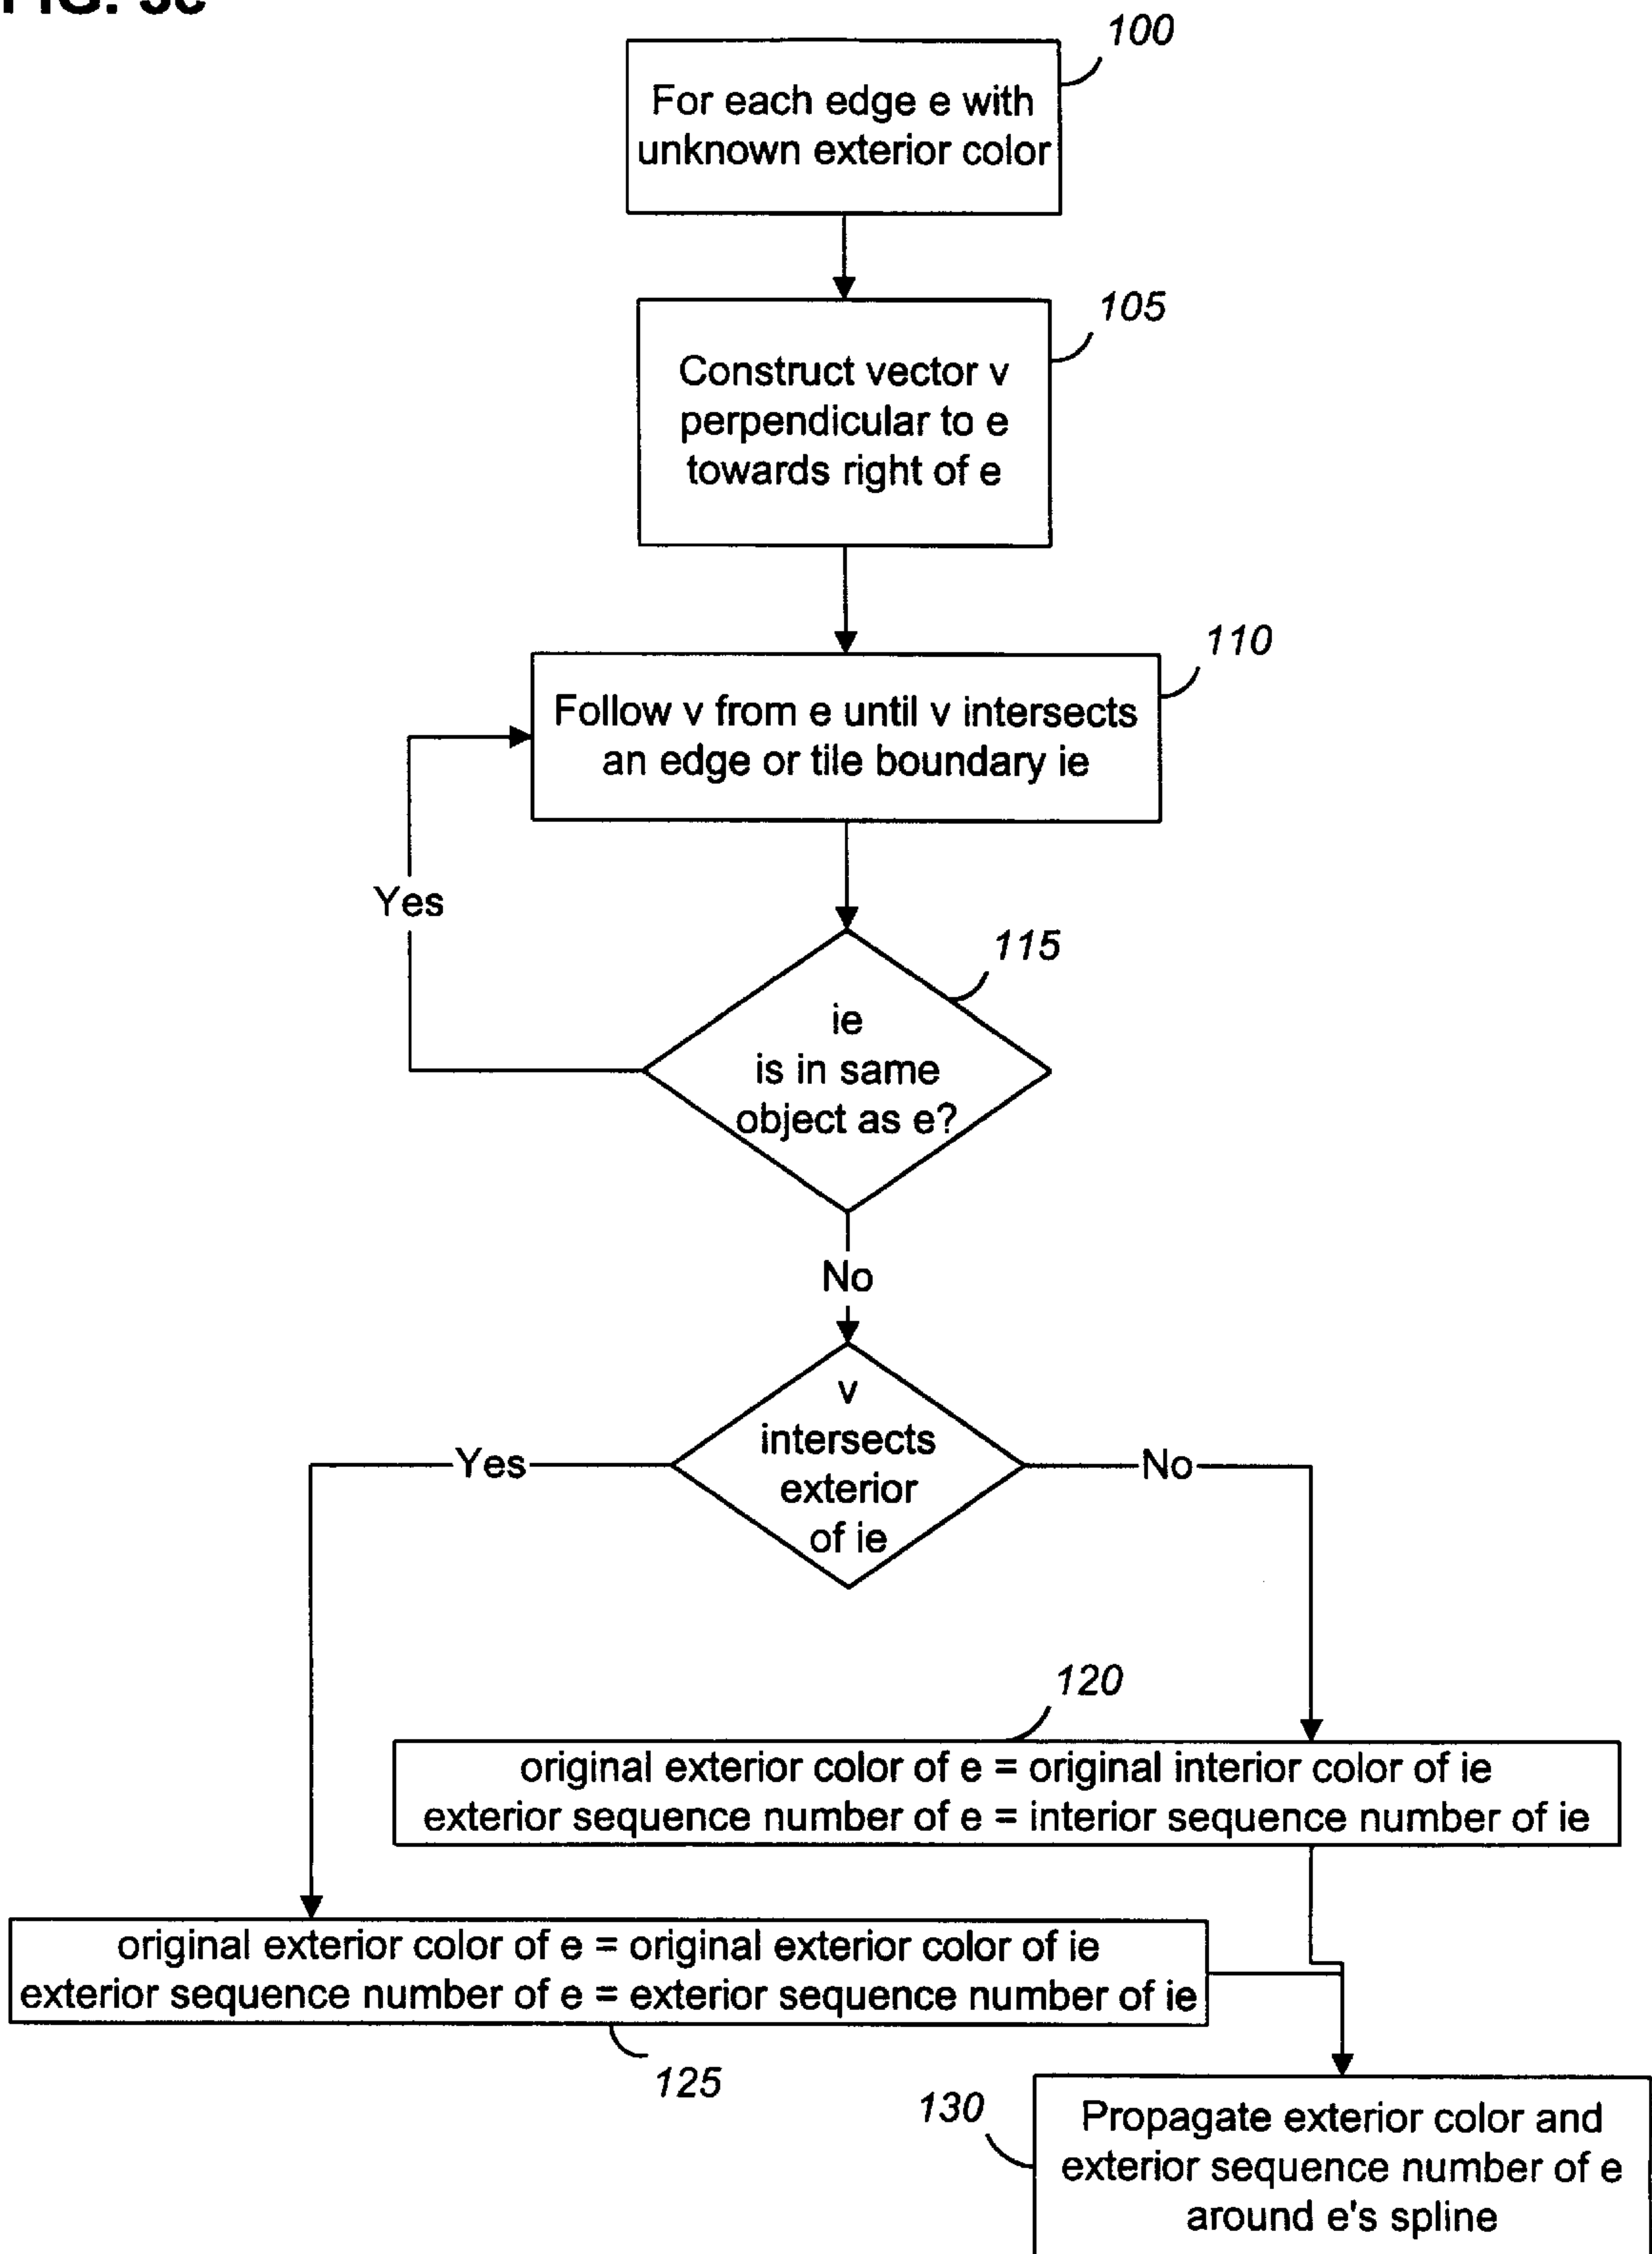 100
For each edge e with
unknown exterior color
105
Construct vector v
perpendicular to e
towards right of e
110
Follow v from e until v intersects
an edge or tile boundary ie
Yes
115
ie
is in same
object as e?
No
v
intersects
exterior
of ie
Yes
No
120
original exterior color of e = original interior color of ie
exterior sequence number of e = interior sequence number of ie
original exterior color of e = original exterior color of ie
exterior sequence number of e = exterior sequence number of ie
125
130
Propagate exterior color and
exterior sequence number of e
around e's spline